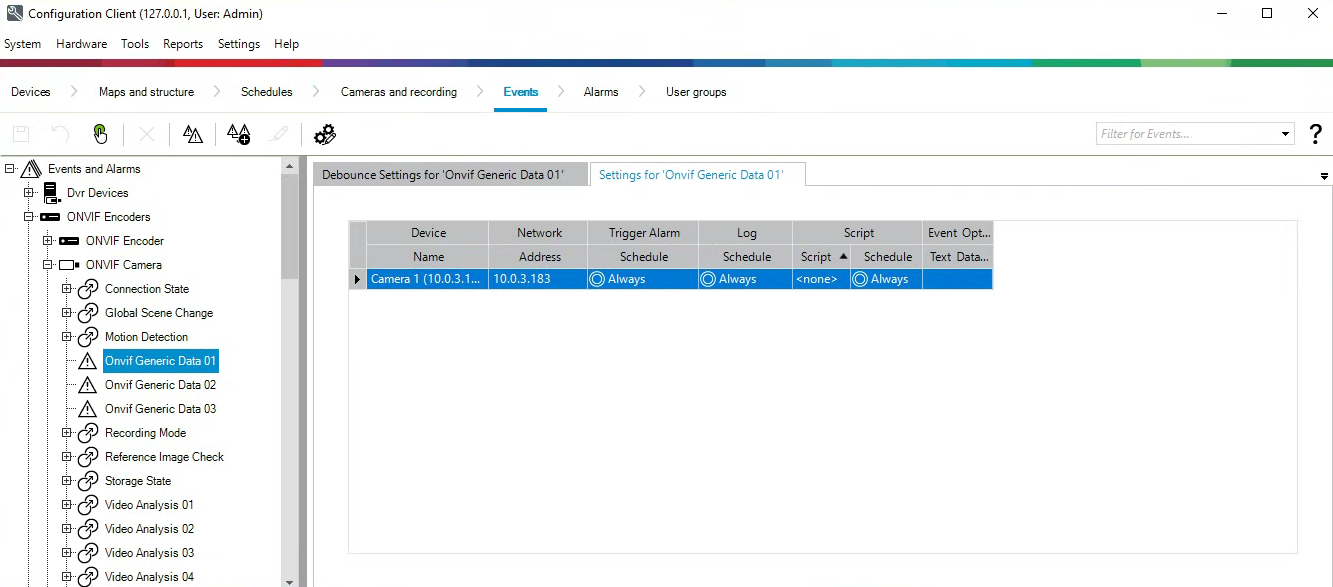 Configuration Client (127.0.0.1, User: Admin)
System Hardware Tools Reports Settings Help
Devices Maps and structure Schedules Cameras and recording Events Alarms User groups
Filter for Events... ?
Events and Alarms
Dvr Devices
ONVIF Encoders
ONVIF Encoder
ONVIF Camera
Connection State
Global Scene Change
Motion Detection
Onvif Generic Data 01
Onvif Generic Data 02
Onvif Generic Data 03
Recording Mode
Reference Image Check
Storage State
Video Analysis 01
Video Analysis 02
Video Analysis 03
Video Analysis 04
Debounce Settings for 'Onvif Generic Data 01' Settings for 'Onvif Generic Data 01'
Device Network Trigger Alarm Log Script Event Opt...
Name Address Schedule Schedule Script Schedule Text Data...
Camera 1 (10.0.3.1... 10.0.3.183 Always Always <none> Always